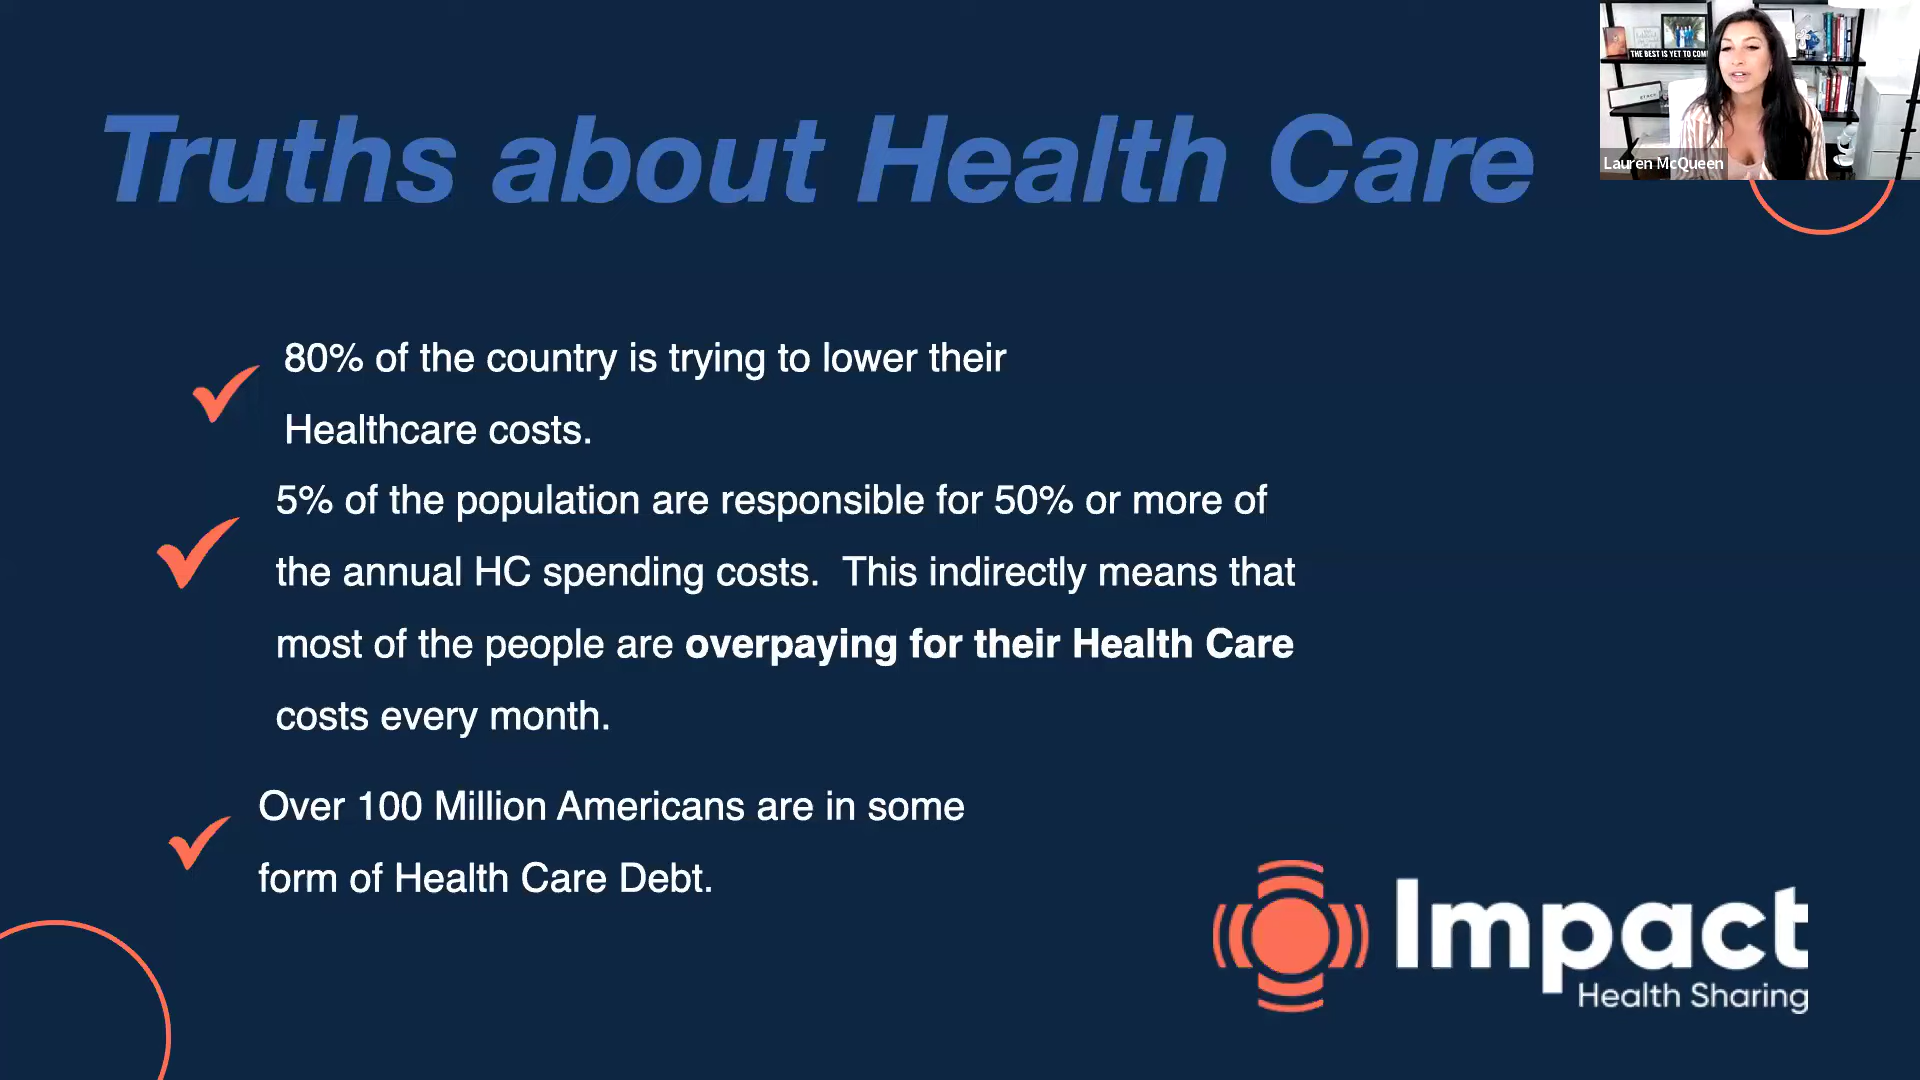 Truths about Health Care
80% of the country is trying to lower their
Healthcare costs.
5% of the population are responsible for 50% or more of
the annual HC spending costs.  This indirectly means that
most of the people are overpaying for their Health Care
costs every month.
Over 100 Million Americans are in some
form of Health Care Debt.
Impact
Health Sharing
THE BEST IS YET TO COM
Lauren McQueen